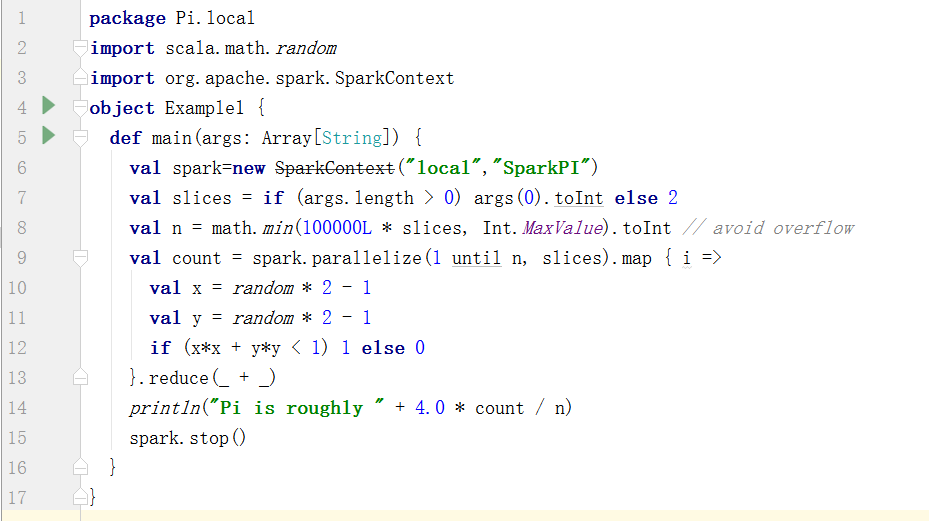 1 package Pi.local
2 import scala.math.random
3 import org.apache.spark.SparkContext
4 object Example1 {
5 def main(args: Array[String]) {
6 val spark=new SparkContext("local","SparkPI")
7 val slices = if (args.length > 0) args(0).toInt else 2
8 val n = math.min(100000L * slices, Int.MaxValue).toInt // avoid overflow
9 val count = spark.parallelize(1 until n, slices).map { i =>
10 val x = random * 2 - 1
11 val y = random * 2 - 1
12 if (x*x + y*y < 1) 1 else 0
13 }.reduce(_ + _)
14 println("Pi is roughly " + 4.0 * count / n)
15 spark.stop()
16 }
17 }